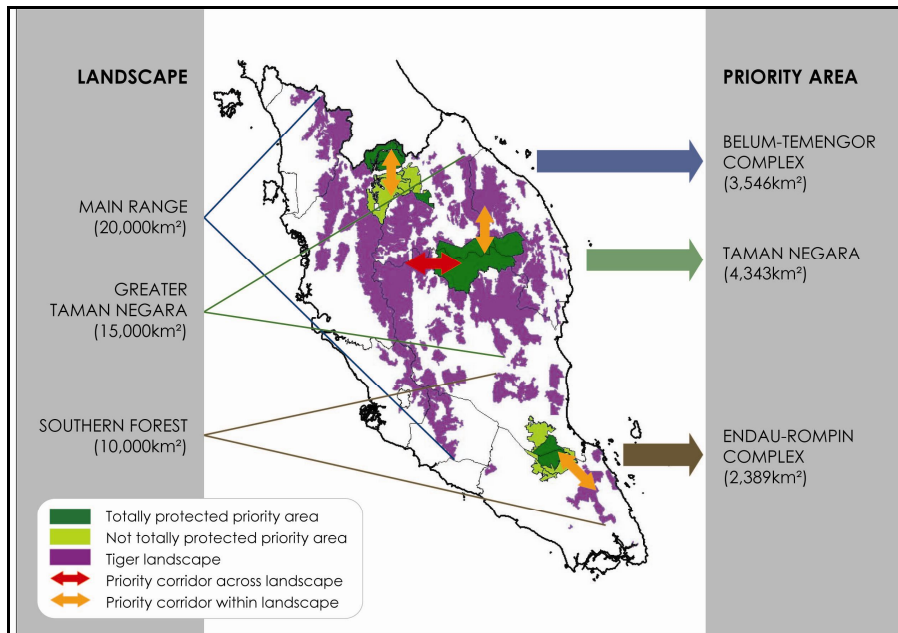 LANDSCAPE
MAIN RANGE
(20,000km²)
GREATER
TAMAN NEGARA
(15,000km²)
SOUTHERN FOREST
(10,000km²)
PRIORITY AREA
BELUM-TEMENGOR
COMPLEX
(3,546km²)
TAMAN NEGARA
(4,343km²)
ENDAU-ROMPIN
COMPLEX
(2,389km²)
Totally protected priority area
Not totally protected priority area
Tiger landscape
Priority corridor across landscape
Priority corridor within landscape